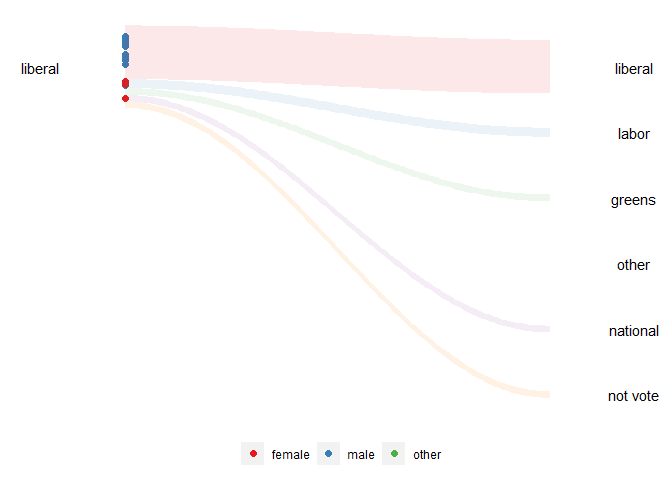 liberal
liberal
labor
greens
other
national
not vote
female male other